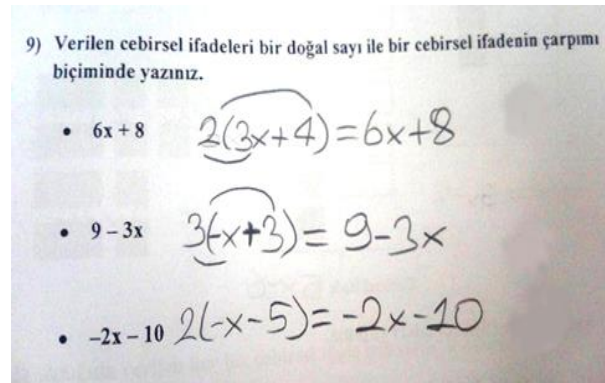 9) Verilen cebirsel ifadeleri bir doğal sayı ile bir cebirsel ifadenin çarpımı
biçiminde yazınız.
• 6x + 8 2(3x+4)=6x+8
• 9 – 3x 3(-x+3)= 9-3x
• -2x – 10 2(-x-5)=-2x-10